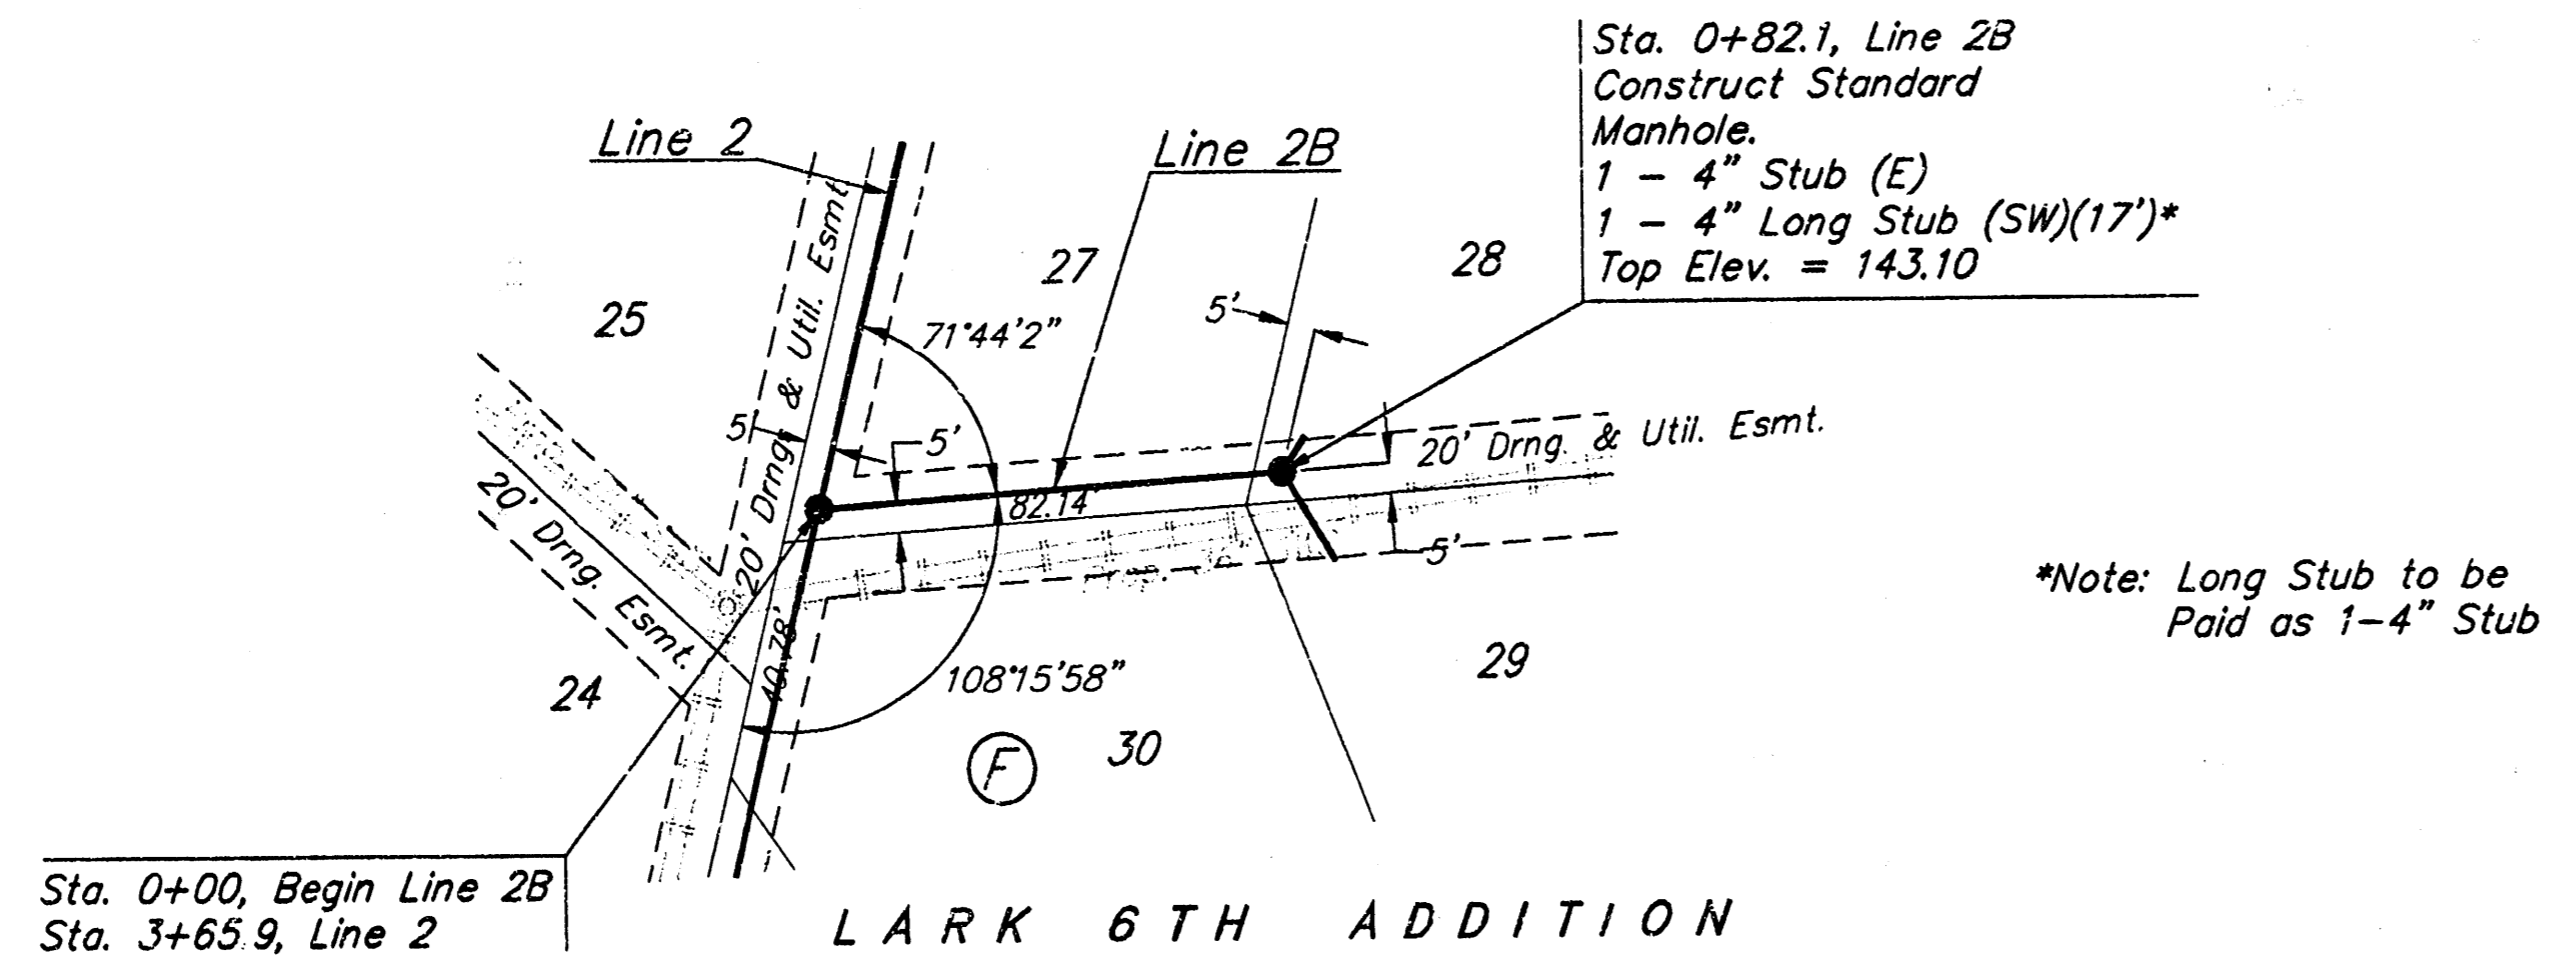 Sta. 0+82.1, Line 2B
Construct Standard
Manhole.
1 - 4" Stub (E)
1 - 4" Long Stub (SW)(17')*
Top Elev. = 143.10
Line 2
Line 2B
20' Drng. & Util. Esmt
27
28
25
5'
71°44'2"
5
5'
20' Drng. & Util. Esmt.
82.14'
20' Drng. Esmt.
5'
*Note: Long Stub to be
Paid as 1-4" Stub
40.78'
108°15'58"
24
29
30
F
Sta. 0+00, Begin Line 2B
Sta. 3+65.9, Line 2
LARK 6TH ADDITION